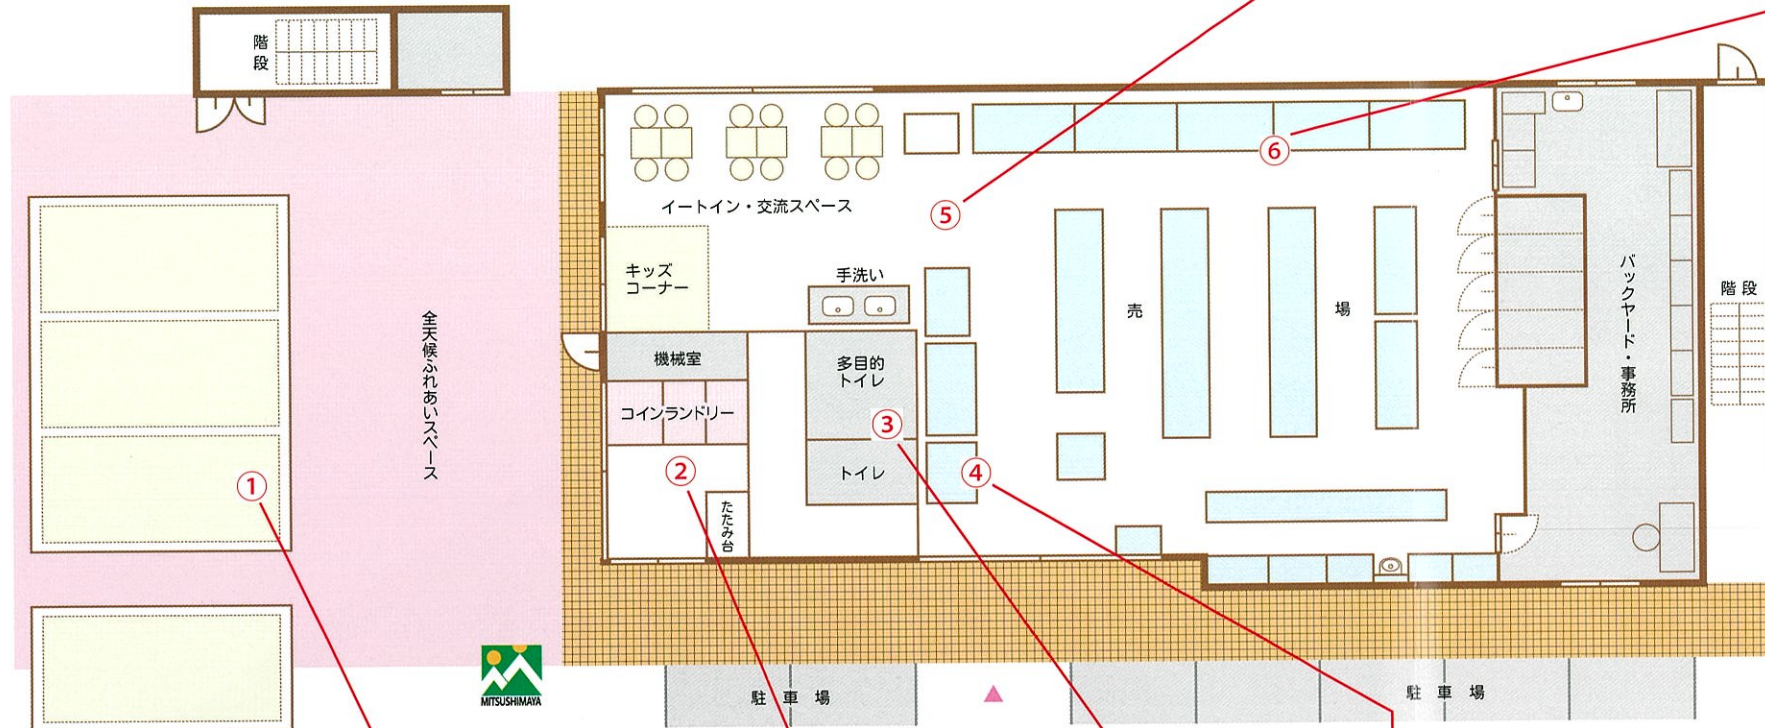 階
段
⑥
⑤
イートイン・交流スペース
キッズ
コーナー
手洗い
売場
バックヤード・事務所
階段
全天候ふれあいスペース
機械室
多目的
トイレ
コインランドリー
③
①
②
トイレ
④
たたみ台
MITSUSHIMAYA
駐車場
駐車場